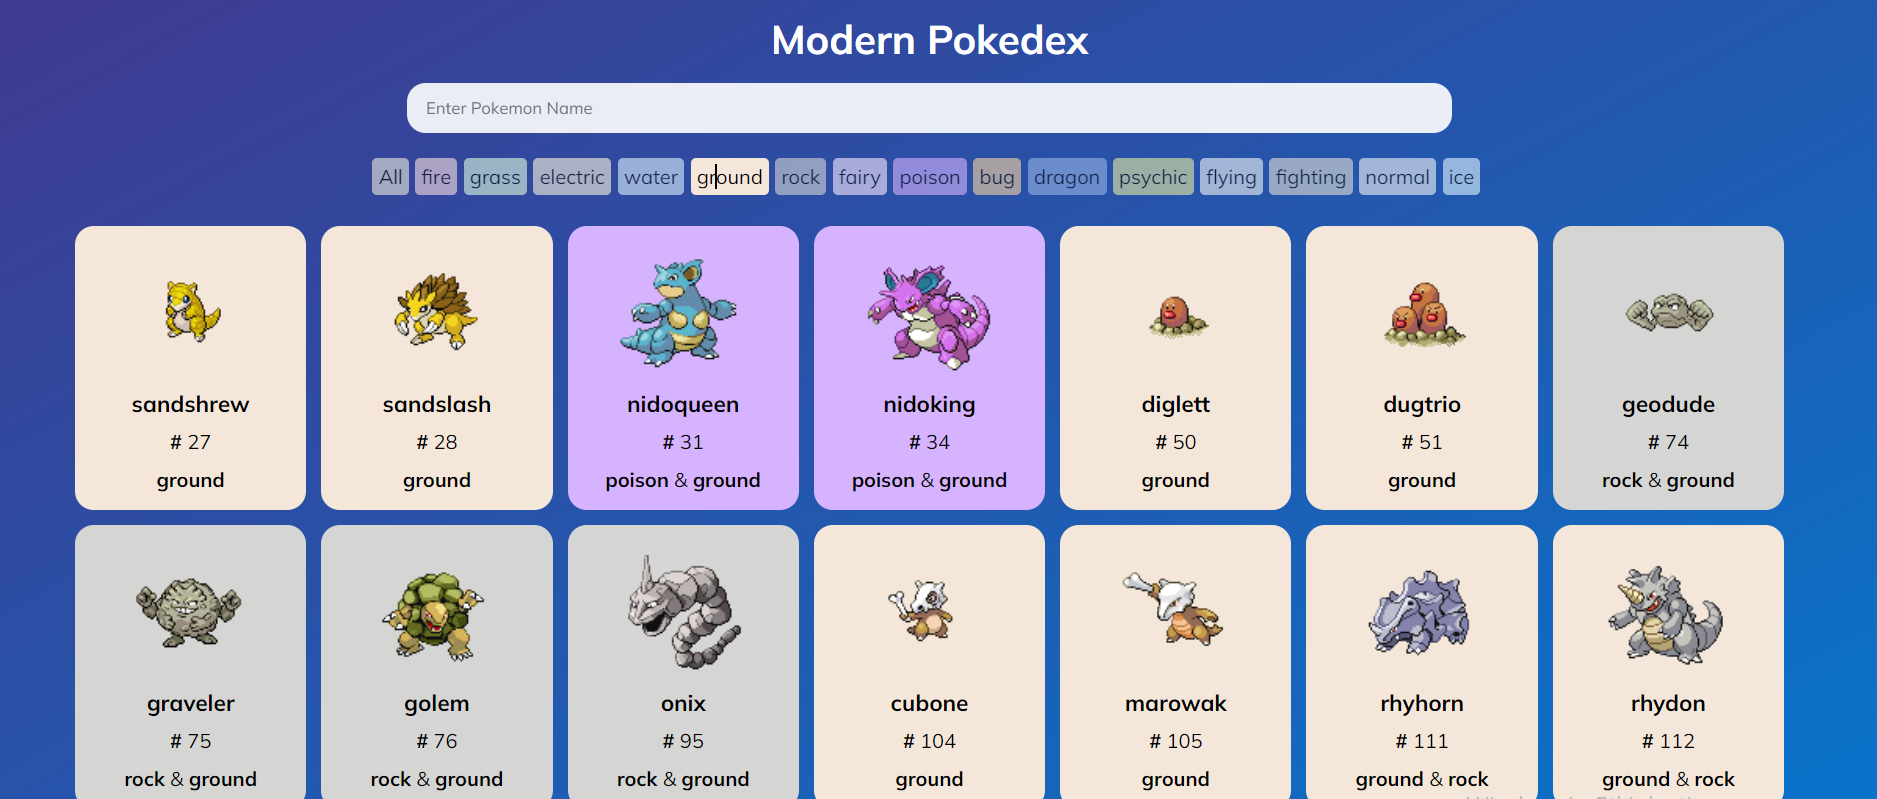 Modern Pokedex
Enter Pokemon Name
All fire grass electric water ground rock fairy poison bug dragon psychic flying fighting normal ice
sandshrew sandslash nidoqueen nidoking diglett dugtrio geodude
# 27 # 28 # 31 # 34 # 50 # 51 # 74
ground ground poison & ground poison & ground ground ground rock & ground
graveler golem onix cubone marowak rhyhorn rhydon
# 75 # 76 # 95 # 104 # 105 # 111 # 112
rock & ground rock & ground rock & ground ground ground ground & rock ground & rock